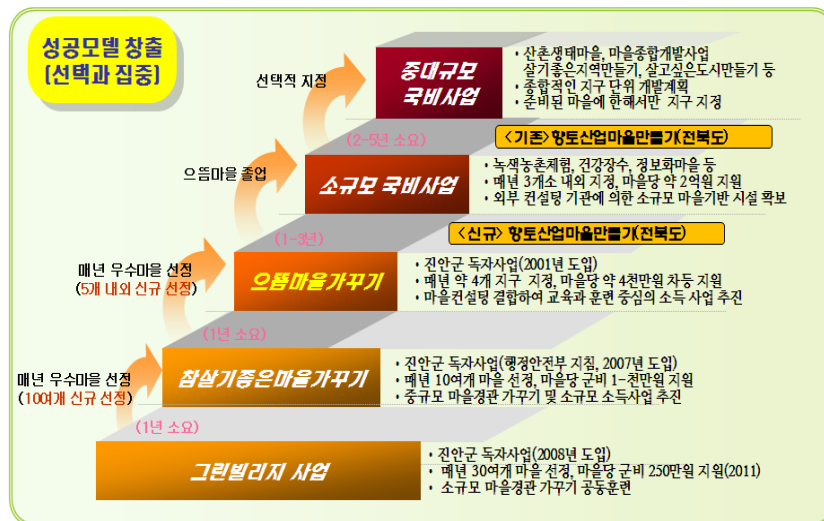 성공모델 창출
(선택과 집중)
선택적 지정
중대규모
국비사업
• 산촌생태마을, 마을종합개발사업
살기좋은지역만들기, 살고싶은도시만들기 등
• 종합적인 지구 단위 개발계획
• 준비된 마을에 한해서만 지구 지정
(2-5년 소요)
<기존> 향토산업마을만들기(전북도)
으뜸마을 졸업
소규모 국비사업
• 녹색농촌체험, 건강장수, 정보화마을 등
• 매년 3개소 내외 지정, 마을당 약 2억원 지원
• 외부 컨설팅 기관에 의한 소규모 마을기반 시설 확보
(1-3년)
<신규> 향토산업마을만들기(전북도)
매년 우수마을 선정
(5개 내외 신규 선정)
으뜸마을가꾸기
• 진안군 독자사업(2001년 도입)
• 매년 약 4개 지구 지정, 마을당 약 4천만원 차등 지원
• 마을컨설팅 결합하여 교육과 훈련 중심의 소득 사업 추진
(1년 소요)
매년 우수마을 선정
(10여개 신규 선정)
참살기좋은마을가꾸기
• 진안군 독자사업(행정안전부 지침, 2007년 도입)
• 매년 10여개 마을 선정, 마을당 군비 1-천만원 지원
• 중규모 마을경관 가꾸기 및 소규모 소득사업 추진
(1년 소요)
그린빌리지 사업
• 진안군 독자사업(2008년 도입)
• 매년 30여개 마을 선정, 마을당 군비 250만원 지원(2011)
• 소규모 마을경관 가꾸기 공동훈련